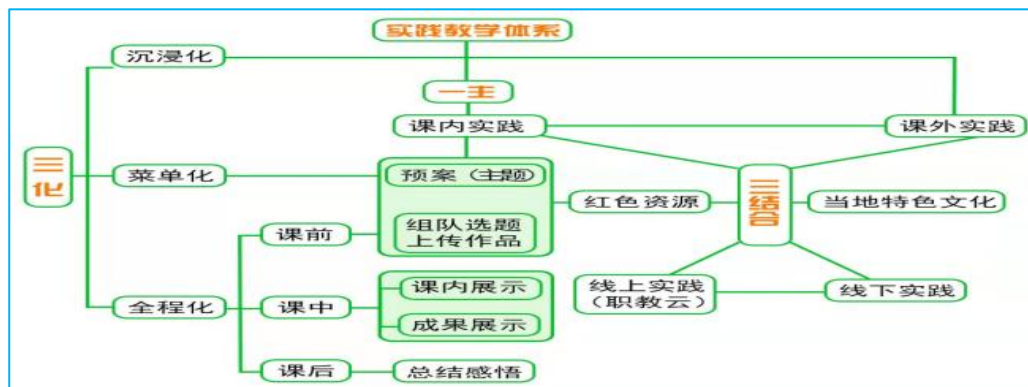 实践教学体系
沉浸化
一主
课内实践
课外实践
三化
菜单化
预案（主题）
红色资源
三结合
当地特色文化
课前
组队选题
上传作品
全程化
课中
课内展示
线上实践
（职教云）
线下实践
成果展示
课后
总结感悟